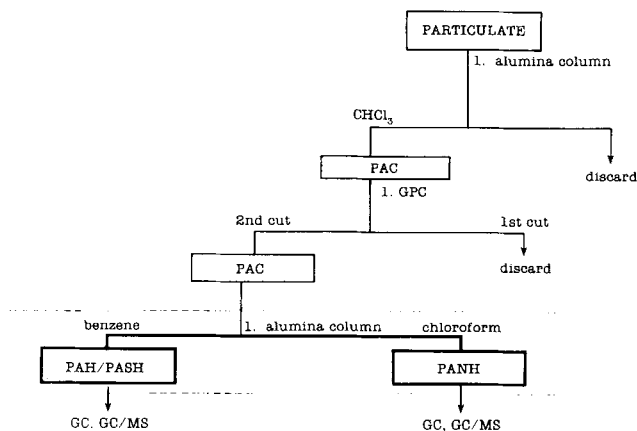 PARTICULATE
1. alumina column
CHCl₃
PAC
discard
1. GPC
2nd cut
1st cut
PAC
discard
benzene
1. alumina column
chloroform
PAH/PASH
PANH
GC. GC/MS
GC, GC/MS